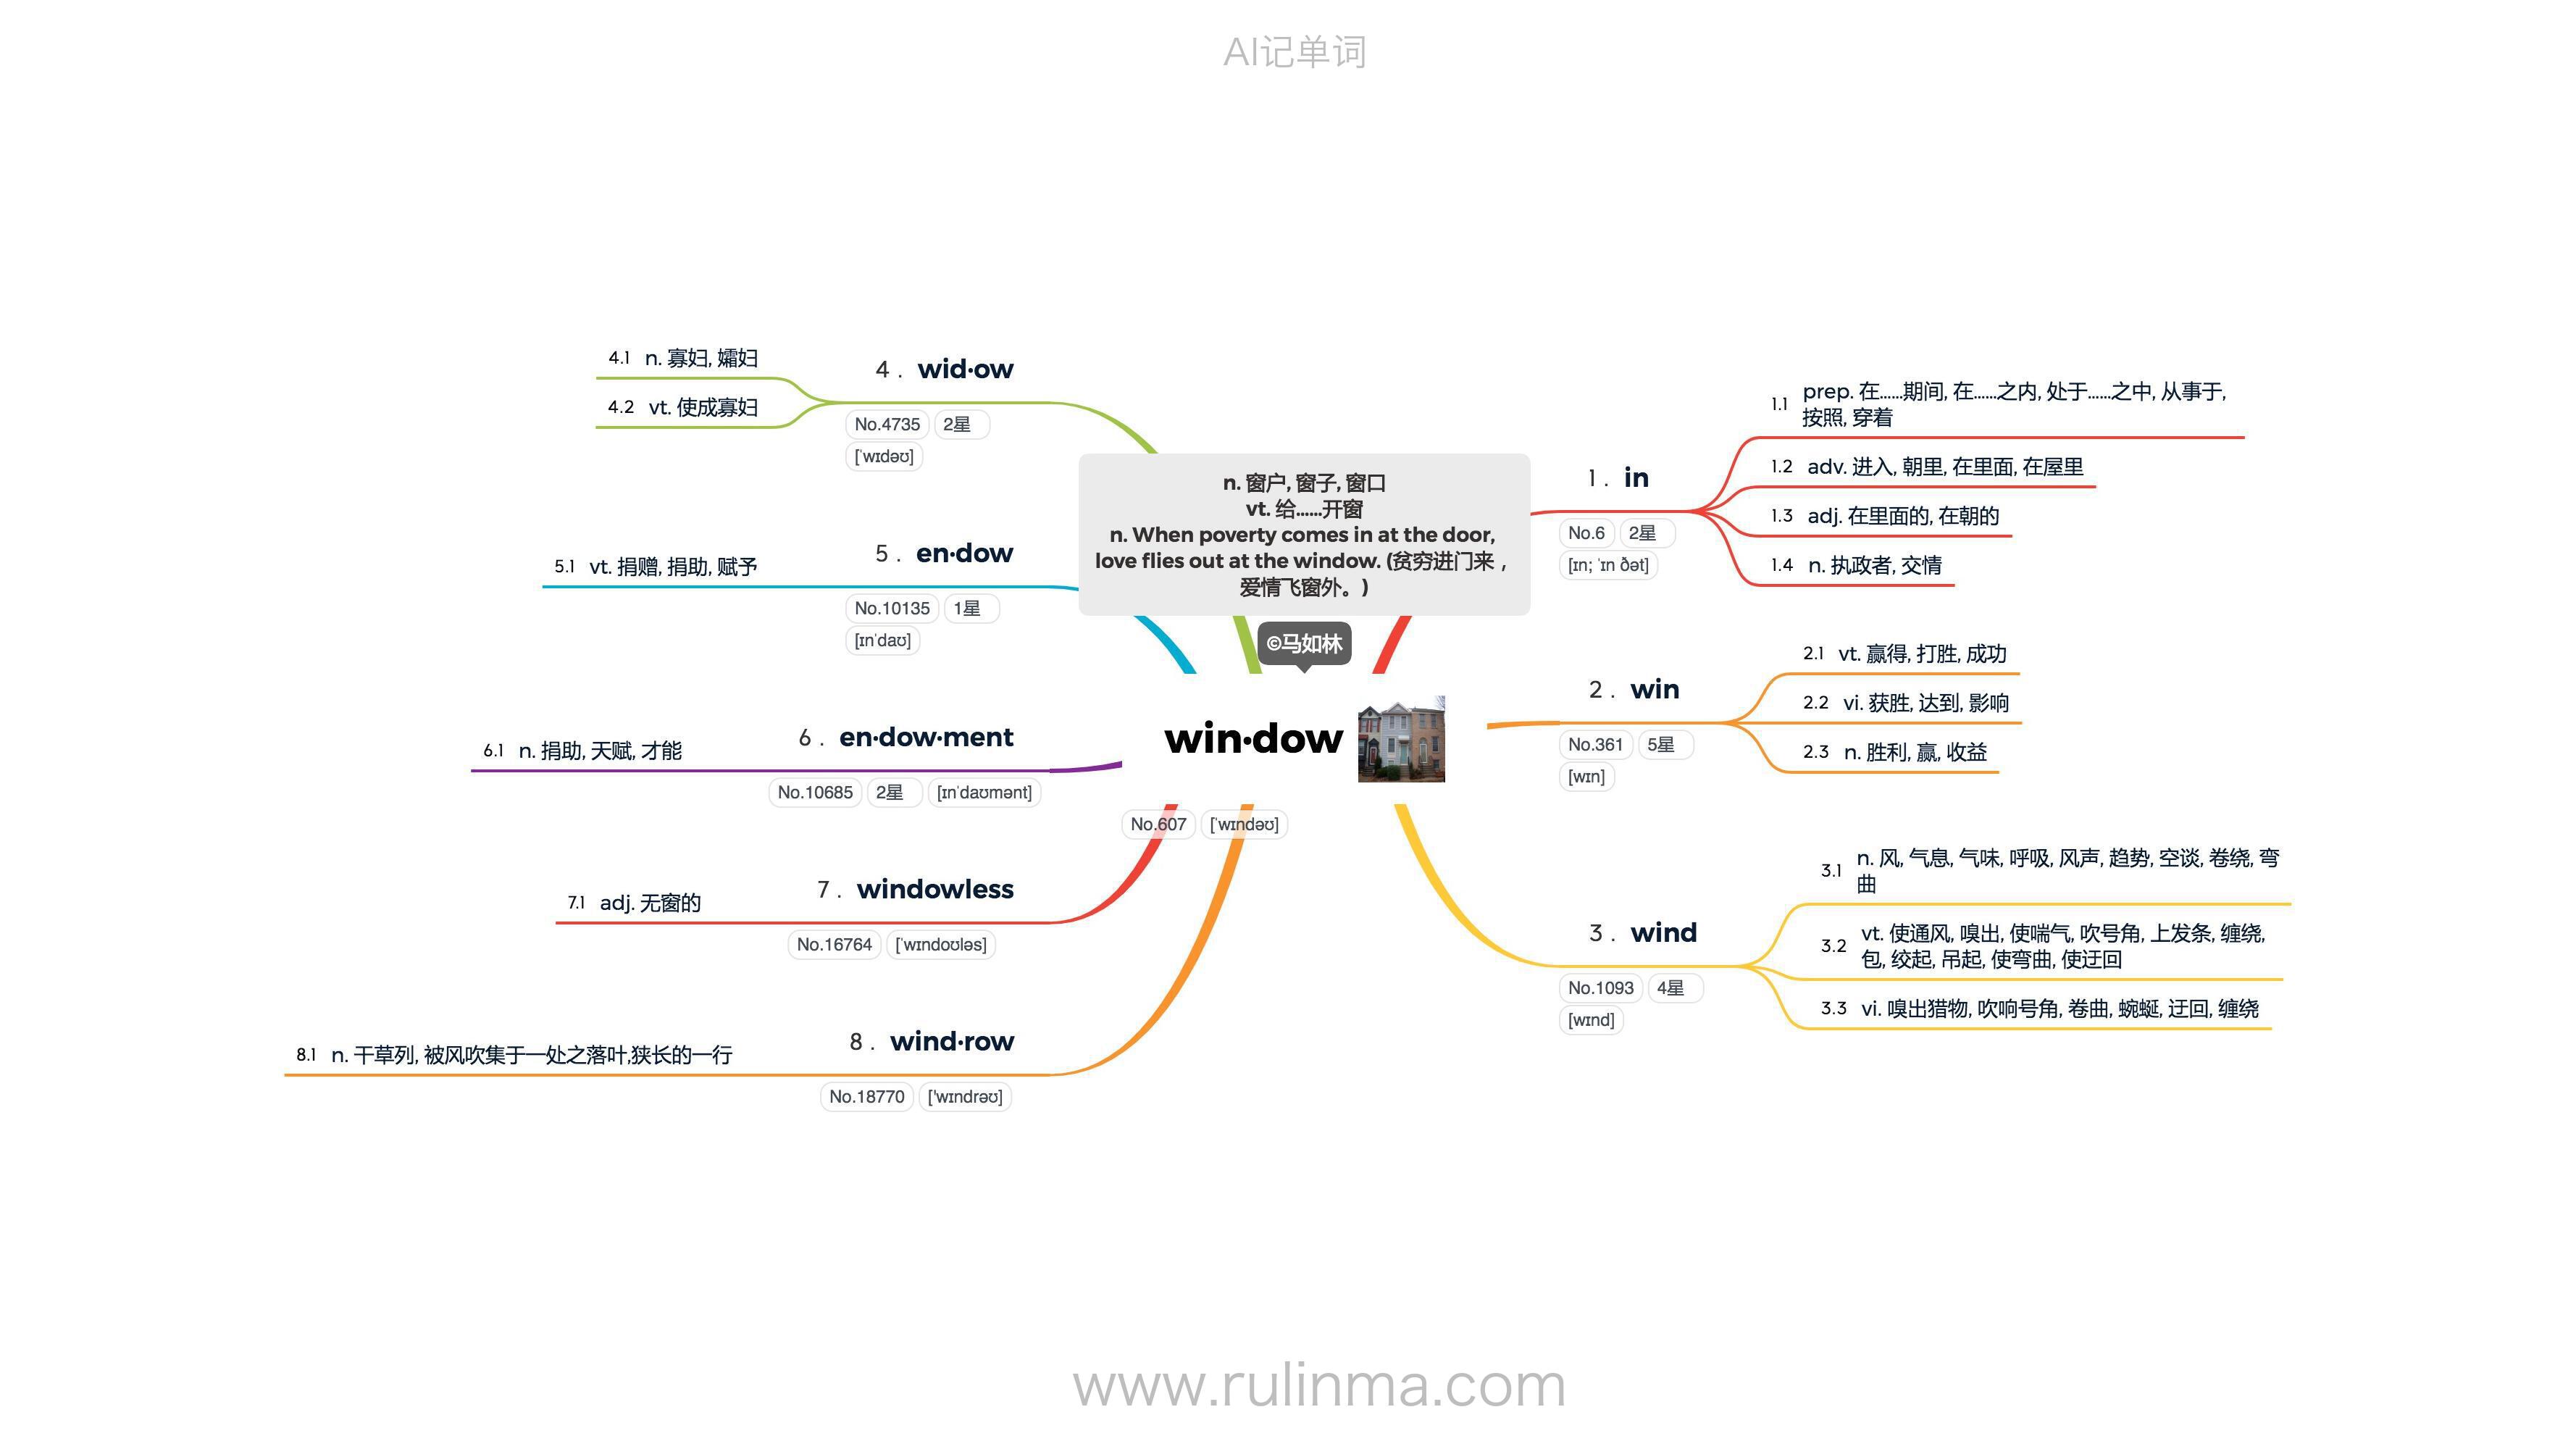 AI记单词
n. 窗户, 窗子, 窗口
vt. 给……开窗
n. When poverty comes in at the door,
love flies out at the window. (贫穷进门来，
爱情飞窗外。)
©马如林
win·dow
No.607 ['wɪndəʊ]
1. in
No.6 2星
[ɪn; 'ɪn ðət]
1.1 prep. 在……期间, 在……之内, 处于……之中, 从事于,
按照, 穿着
1.2 adv. 进入, 朝里, 在里面, 在屋里
1.3 adj. 在里面的, 在朝的
1.4 n. 执政者, 交情
2. win
No.361 5星
[wɪn]
2.1 vt. 赢得, 打胜, 成功
2.2 vi. 获胜, 达到, 影响
2.3 n. 胜利, 赢, 收益
3. wind
No.1093 4星
[wɪnd]
3.1 n. 风, 气息, 气味, 呼吸, 风声, 趋势, 空谈, 卷绕, 弯
曲
3.2 vt. 使通风, 嗅出, 使喘气, 吹号角, 上发条, 缠绕,
包, 绞起, 吊起, 使弯曲, 使迂回
3.3 vi. 嗅出猎物, 吹响号角, 卷曲, 蜿蜒, 迂回, 缠绕
4. wid·ow
No.4735 2星
['wɪdəʊ]
4.1 n. 寡妇, 孀妇
4.2 vt. 使成寡妇
5. en·dow
No.10135 1星
[ɪn'daʊ]
5.1 vt. 捐赠, 捐助, 赋予
6. en·dow·ment
No.10685 2星 [ɪn'daʊmənt]
6.1 n. 捐助, 天赋, 才能
7. windowless
No.16764 ['wɪndoʊləs]
7.1 adj. 无窗的
8. wind·row
No.18770 ['wɪndrəʊ]
8.1 n. 干草列, 被风吹集于一处之落叶,狭长的一行
www.rulinma.com